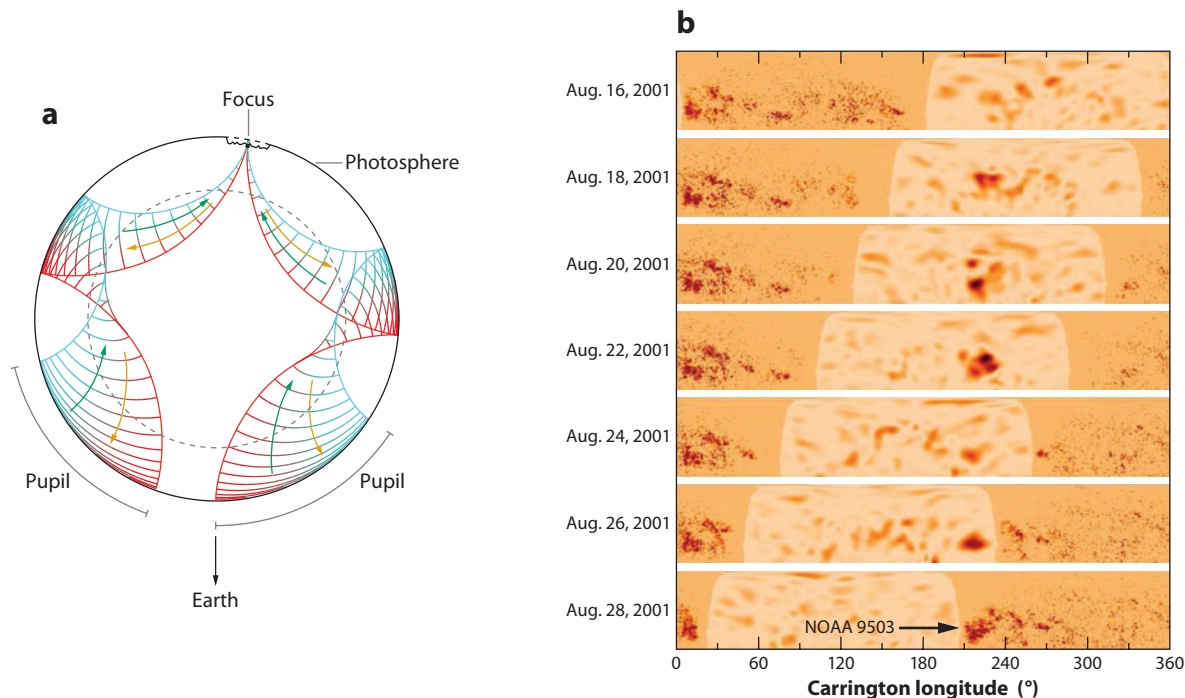 a
Focus
Photosphere
Pupil
Pupil
Earth
b
Aug. 16, 2001
Aug. 18, 2001
Aug. 20, 2001
Aug. 22, 2001
Aug. 24, 2001
Aug. 26, 2001
Aug. 28, 2001
NOAA 9503
0 60 120 180 240 300 360
Carrington longitude (°)